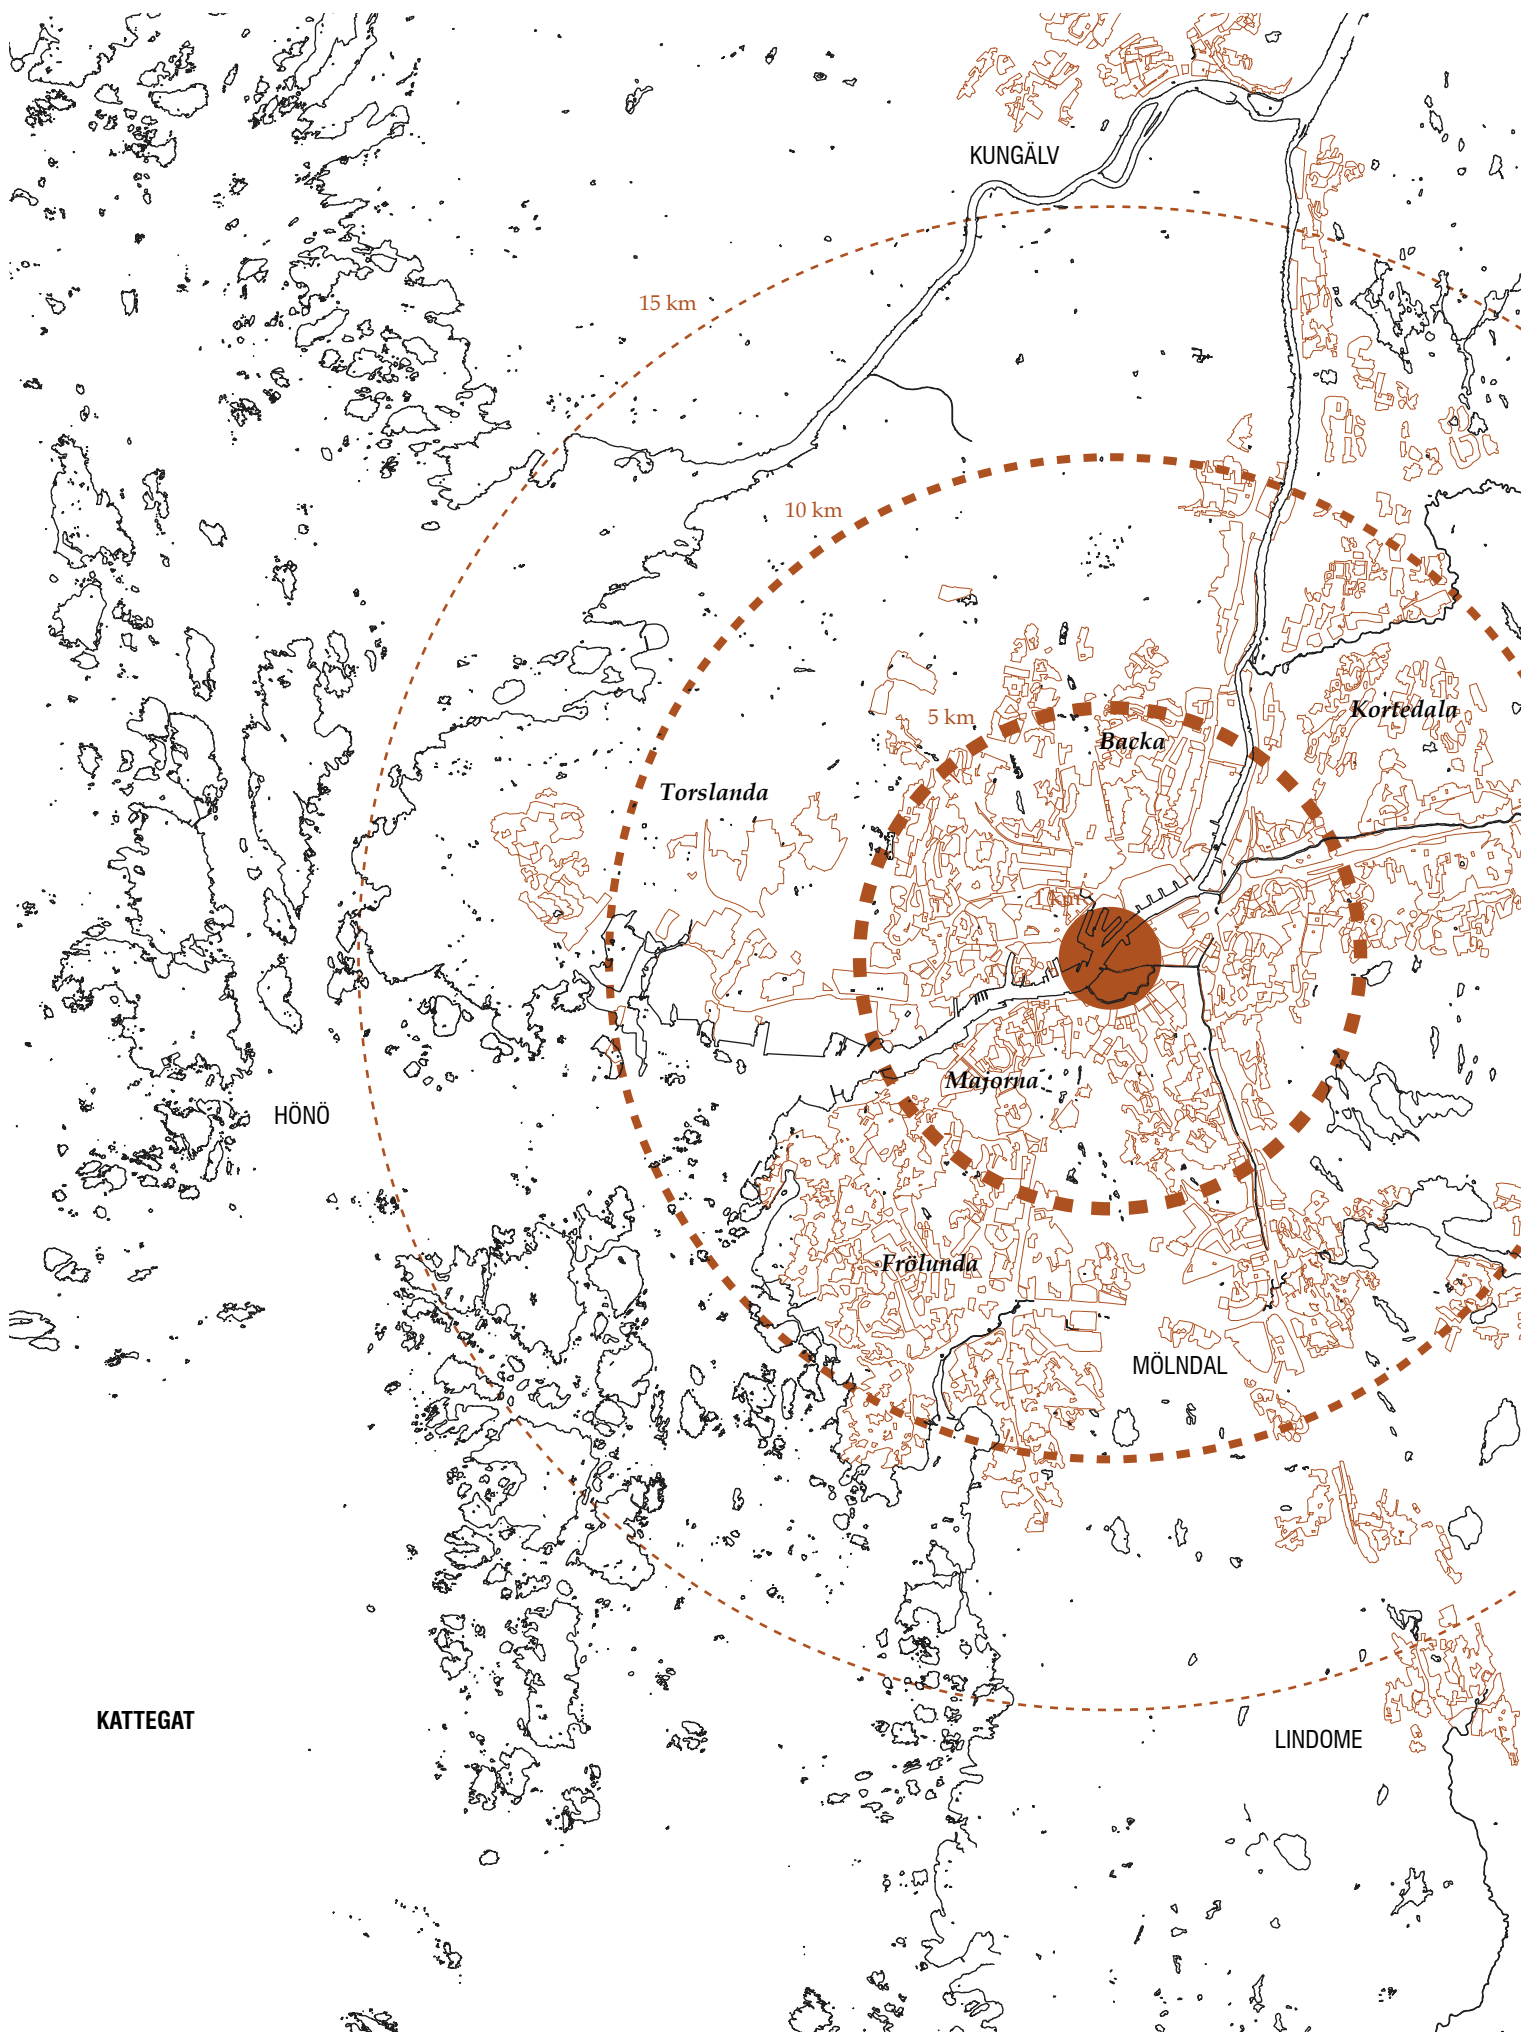 KUNGÄLV
15 km
10 km
Kortedala
5 km
Backa
Torslanda
1 km
Majorna
HÖNÖ
Frölunda
MÖLNDAL
KATTEGAT
LINDOME